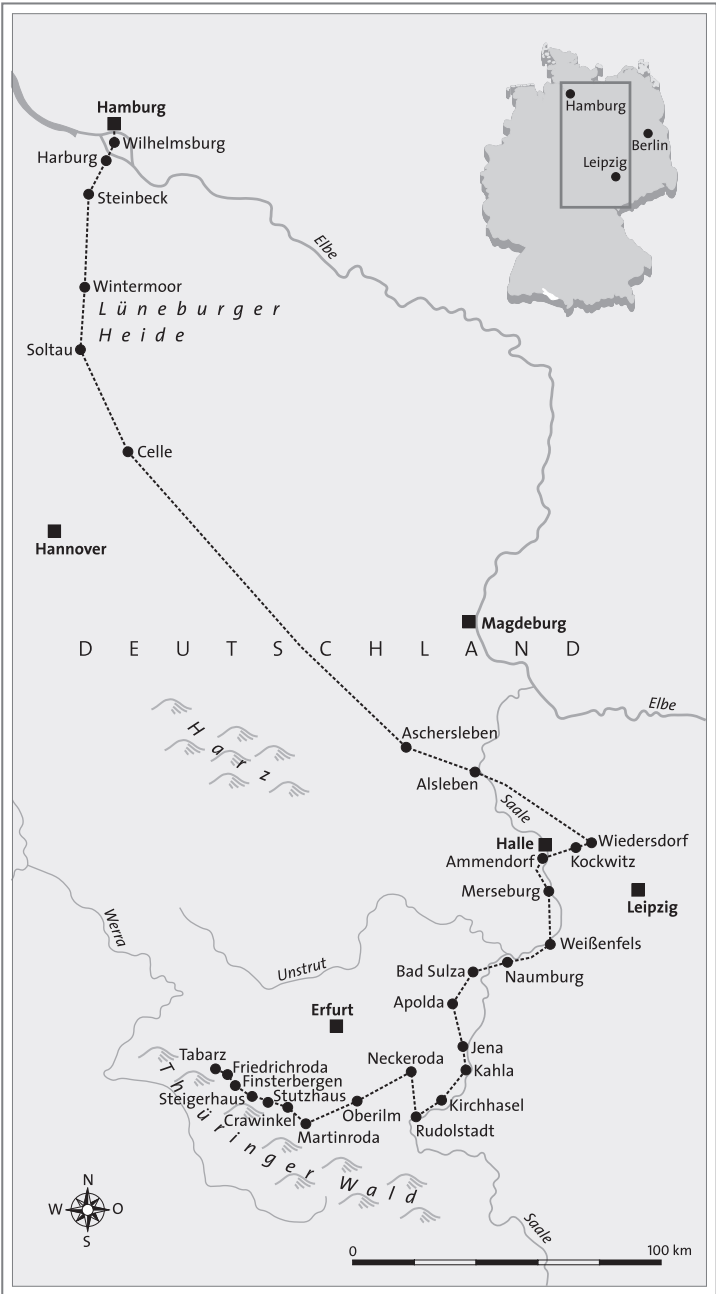 Hamburg
Wilhelmsburg
Harburg
Steinbeck
Hamburg
Berlin
Leipzig
Elbe
Wintermoor
Lüneburger
Heide
Soltau
Celle
Hannover
Magdeburg
DEUTSCHLAND
Elbe
Harz
Aschersleben
Alsleben
Saale
Halle
Wiedersdorf
Ammendorf
Kockwitz
Merseburg
Leipzig
Werra
Weißenfels
Unstrut
Bad Sulza
Naumburg
Apolda
Erfurt
Jena
Tabarz
Neckeroda
Friedrichroda
Kahla
Finsterbergen
Steigerhaus
Stutzhaus
Kirchhasel
Crawinkel
Oberilm
Martinroda
Rudolstadt
Thüringer Wald
N
W O
S
Saale
0 100 km